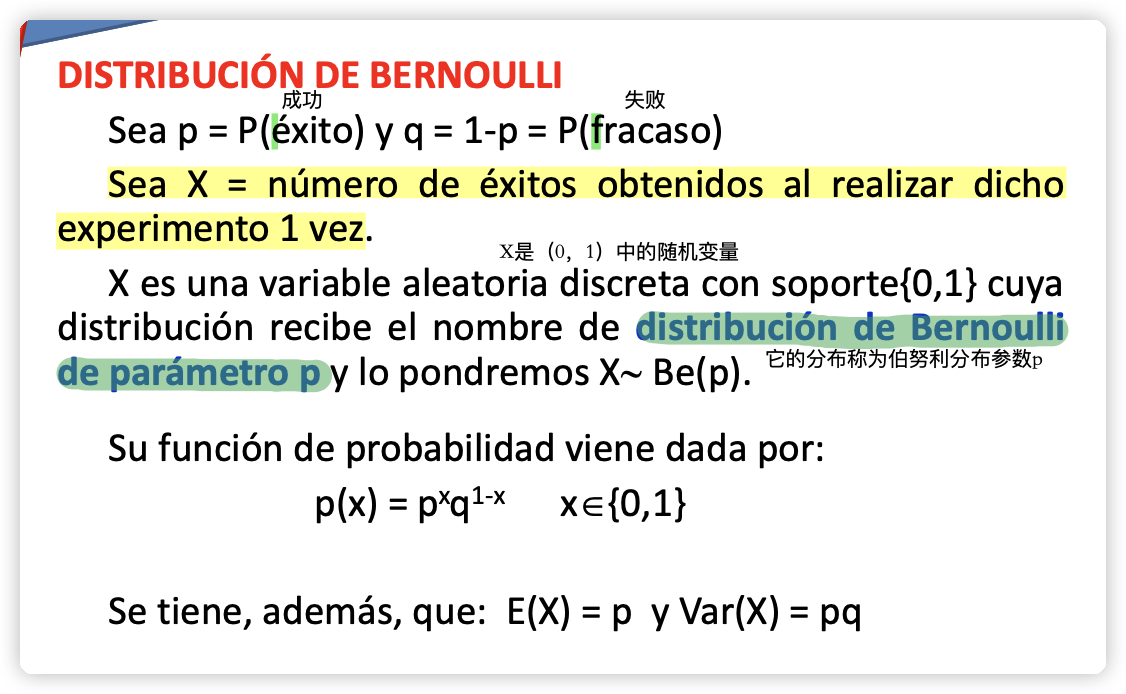 DISTRIBUCIÓN DE BERNOULLI
成功 失败
Sea p = P(éxito) y q = 1-p = P(fracaso)
Sea X = número de éxitos obtenidos al realizar dicho
experimento 1 vez.
X是（0，1）中的随机变量
X es una variable aleatoria discreta con soporte{0,1} cuya
distribución recibe el nombre de distribución de Bernoulli
de parámetro p y lo pondremos X~ Be(p).
它的分布称为伯努利分布参数p
Su función de probabilidad viene dada por:
p(x) = pˣq¹⁻ˣ x∈{0,1}
Se tiene, además, que: E(X) = p y Var(X) = pq